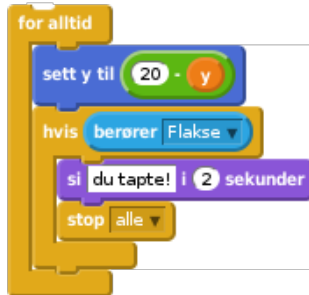 for alltid
sett y til 20 - y
hvis berører Flakse
si du tapte! i 2 sekunder
stop alle